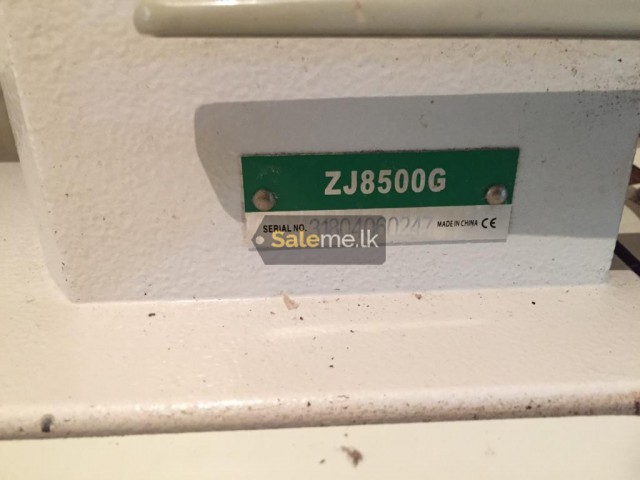 ZJ8500G
SERIAL NO. MADE IN CHINA CE
Saleme.lk